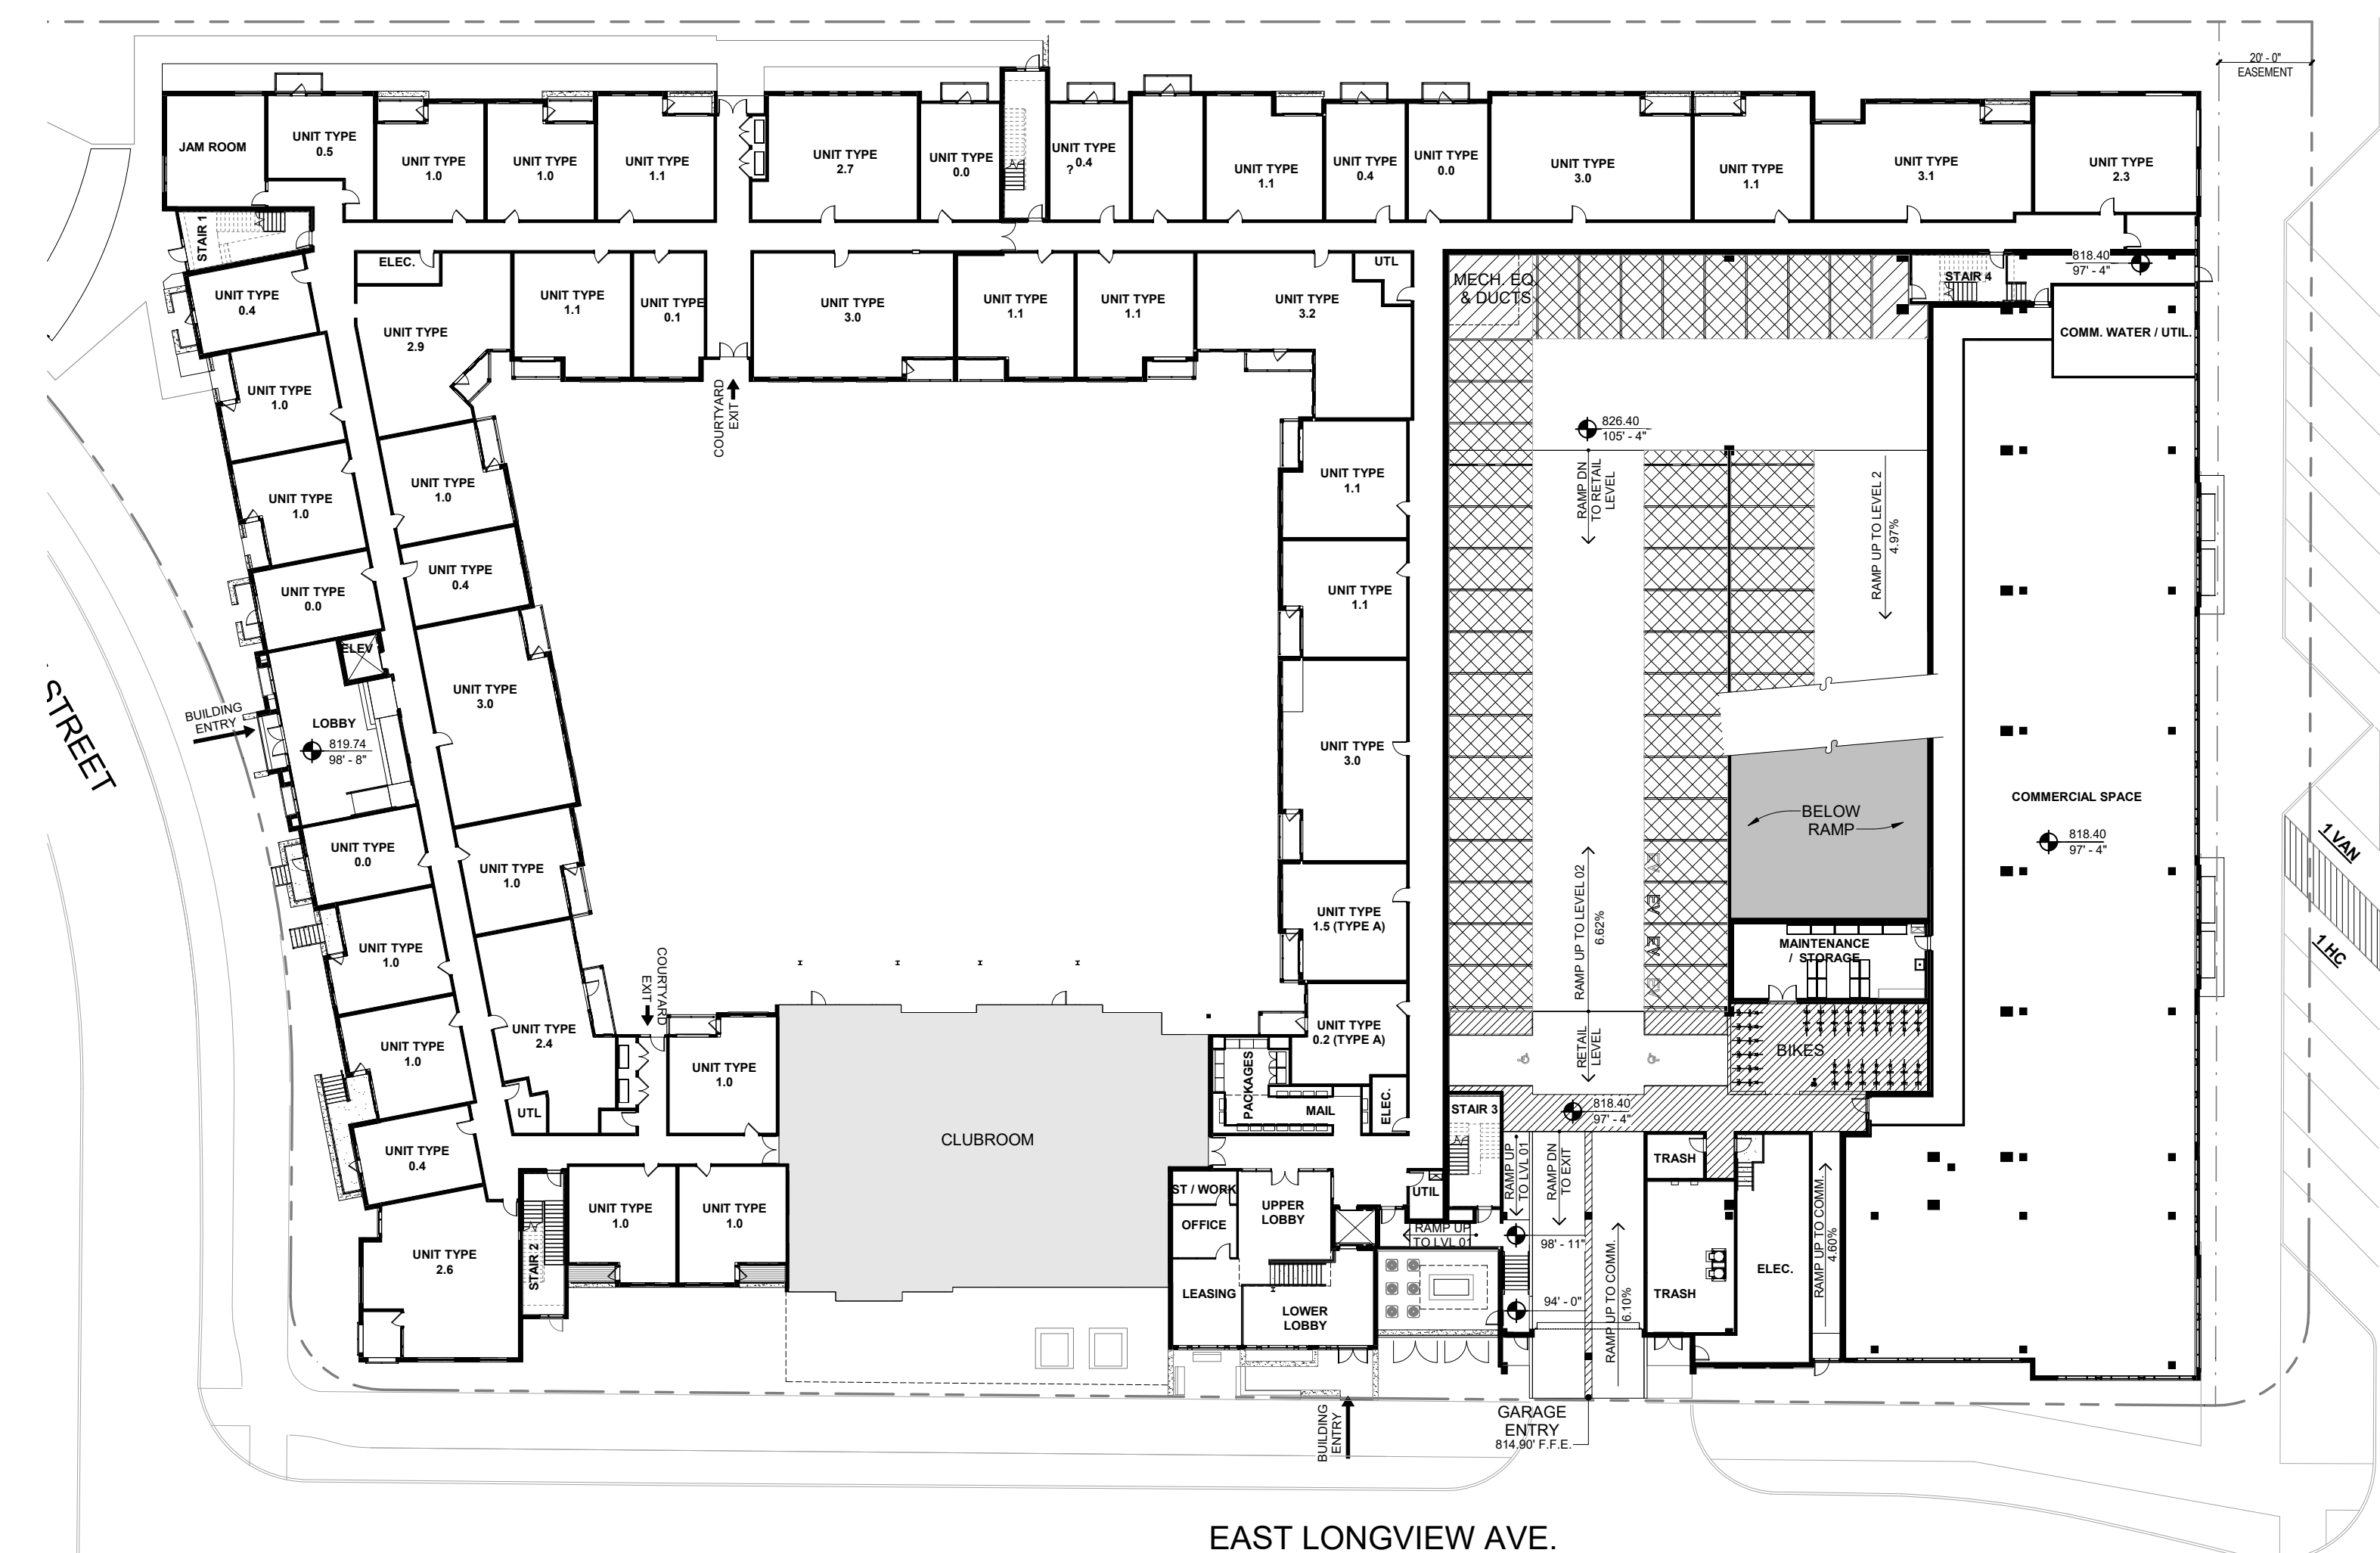 20' - 0"
EASEMENT
JAM ROOM
UNIT TYPE
0.5
UNIT TYPE
1.0
UNIT TYPE
1.0
UNIT TYPE
1.1
UNIT TYPE
2.7
UNIT TYPE
0.0
UNIT TYPE
0.4
?
UNIT TYPE
1.1
UNIT TYPE
0.4
UNIT TYPE
0.0
UNIT TYPE
3.0
UNIT TYPE
1.1
UNIT TYPE
3.1
UNIT TYPE
2.3
STAIR 1
ELEC.
UNIT TYPE
0.4
UNIT TYPE
2.9
UNIT TYPE
1.1
UNIT TYPE
0.1
UNIT TYPE
3.0
UNIT TYPE
1.1
UNIT TYPE
1.1
UNIT TYPE
3.2
UTL
MECH. EQ.
& DUCTS
STAIR 4
818.40
97' - 4"
COMM. WATER / UTIL.
COURTYARD
EXIT
UNIT TYPE
1.0
UNIT TYPE
1.0
UNIT TYPE
1.0
UNIT TYPE
1.1
826.40
105' - 4"
RAMP DN
TO RETAIL
LEVEL
RAMP UP TO LEVEL 2
4.97%
UNIT TYPE
0.4
UNIT TYPE
0.0
UNIT TYPE
1.1
ELEV
UNIT TYPE
3.0
LOBBY
819.74
98' - 8"
BUILDING
ENTRY
STREET
UNIT TYPE
3.0
COMMERCIAL SPACE
818.40
97' - 4"
BELOW
RAMP
1 VAN
1 HC
UNIT TYPE
0.0
UNIT TYPE
1.0
UNIT TYPE
1.5 (TYPE A)
RAMP UP TO LEVEL 02
6.62%
EV
EV
EV
EV
MAINTENANCE
/ STORAGE
UNIT TYPE
1.0
COURTYARD
EXIT
UNIT TYPE
2.4
UNIT TYPE
1.0
UNIT TYPE
1.0
UNIT TYPE
0.2 (TYPE A)
RETAIL
LEVEL
BIKES
PACKAGES
MAIL
ELEC.
UTL
CLUBROOM
STAIR 3
818.40
97' - 4"
UNIT TYPE
0.4
RAMP UP
TO LVL 01
RAMP DN
TO EXIT
TRASH
ST / WORK
UTIL
OFFICE
UPPER
LOBBY
UNIT TYPE
1.0
UNIT TYPE
1.0
RAMP UP
TO LVL 01
98' - 11"
UNIT TYPE
2.6
STAIR 2
RAMP UP TO COMM.
6.10%
RAMP UP TO COMM.
4.60%
ELEC.
LEASING
LOWER
LOBBY
94' - 0"
TRASH
BUILDING
ENTRY
GARAGE
ENTRY
814.90' F.F.E.
EAST LONGVIEW AVE.